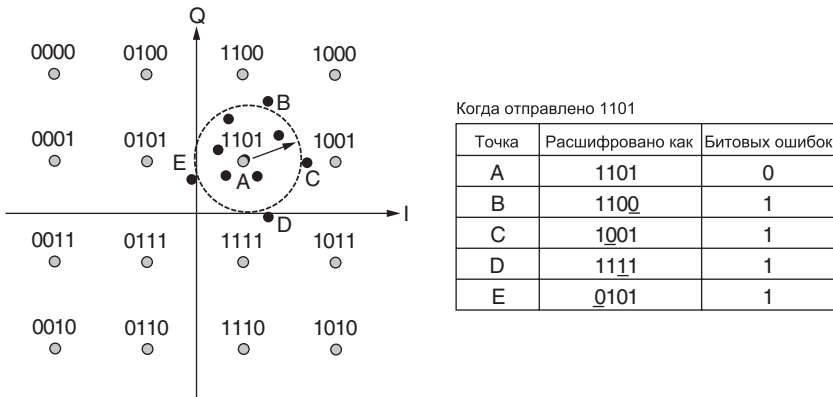 Q
0000 0100 1100 1000
B
0001 0101 1101 1001
E
A
C
I
D
0011 0111 1111 1011
0010 0110 1110 1010
Когда отправлено 1101
Точка Расшифровано как Битовых ошибок
A 1101 0
B 1100 1
C 1001 1
D 1111 1
E 0101 1